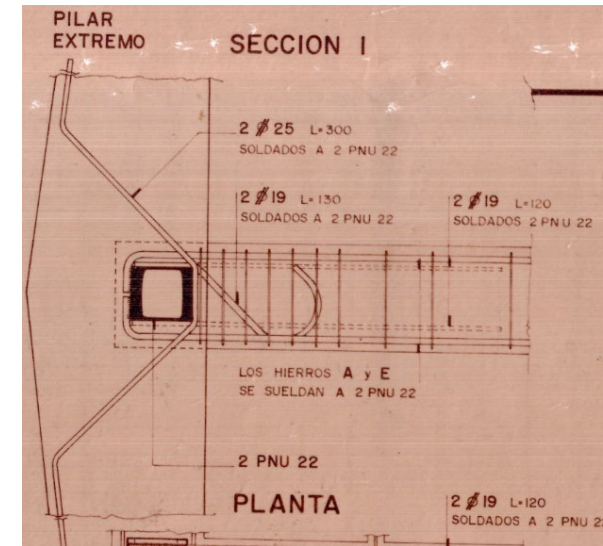 PILAR
EXTREMO
SECCION I
2 Ø 25 L=300
SOLDADOS A 2 PNU 22
2 Ø 19 L=130
SOLDADOS A 2 PNU 22
2 Ø 19 L=120
SOLDADOS A 2 PNU 22
LOS HIERROS A y E
SE SUELDAN A 2 PNU 22
2 PNU 22
PLANTA
2 Ø 19 L=120
SOLDADOS A 2 PNU 2